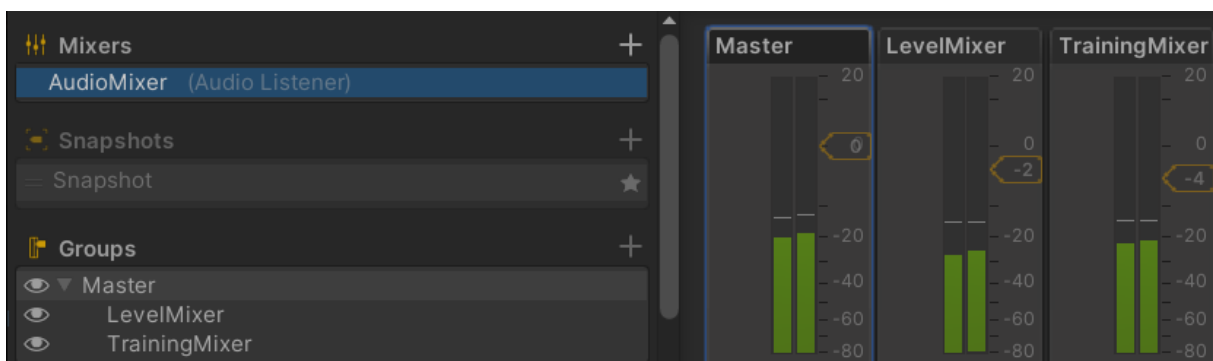 Mixers
AudioMixer (Audio Listener)
Snapshots
Snapshot
Groups
Master
LevelMixer
TrainingMixer
Master
20
0
-20
-40
-60
-80
LevelMixer
20
0
-2
-20
-40
-60
-80
TrainingMixer
20
0
-4
-20
-40
-60
-80